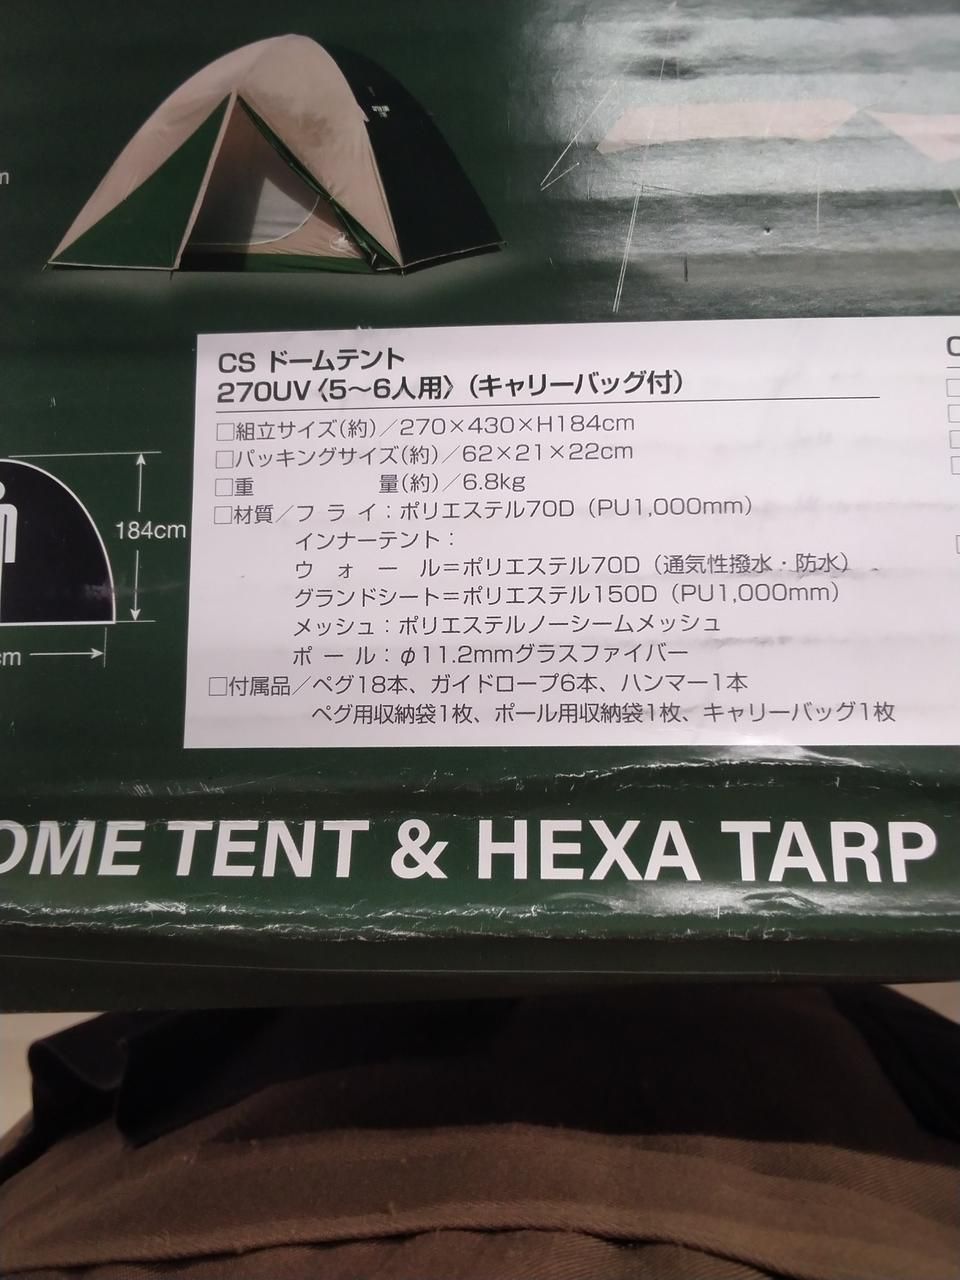 m
CS ドームテント
270UV〈5～6人用〉（キャリーバッグ付）
□組立サイズ(約)／270×430×H184cm
□パッキングサイズ(約)／62×21×22cm
□重　　　　　量(約)／6.8kg
□材質／フ ラ イ：ポリエステル70D（PU1,000mm）
インナーテント：
ウ　ォ　ー　ル＝ポリエステル70D（通気性撥水・防水）
グランドシート＝ポリエステル150D（PU1,000mm）
メッシュ：ポリエステルノーシームメッシュ
ポ ー ル：φ11.2mmグラスファイバー
□付属品／ペグ18本、ガイドロープ6本、ハンマー1本
ペグ用収納袋1枚、ポール用収納袋1枚、キャリーバッグ1枚
184cm
cm
OME TENT & HEXA TARP